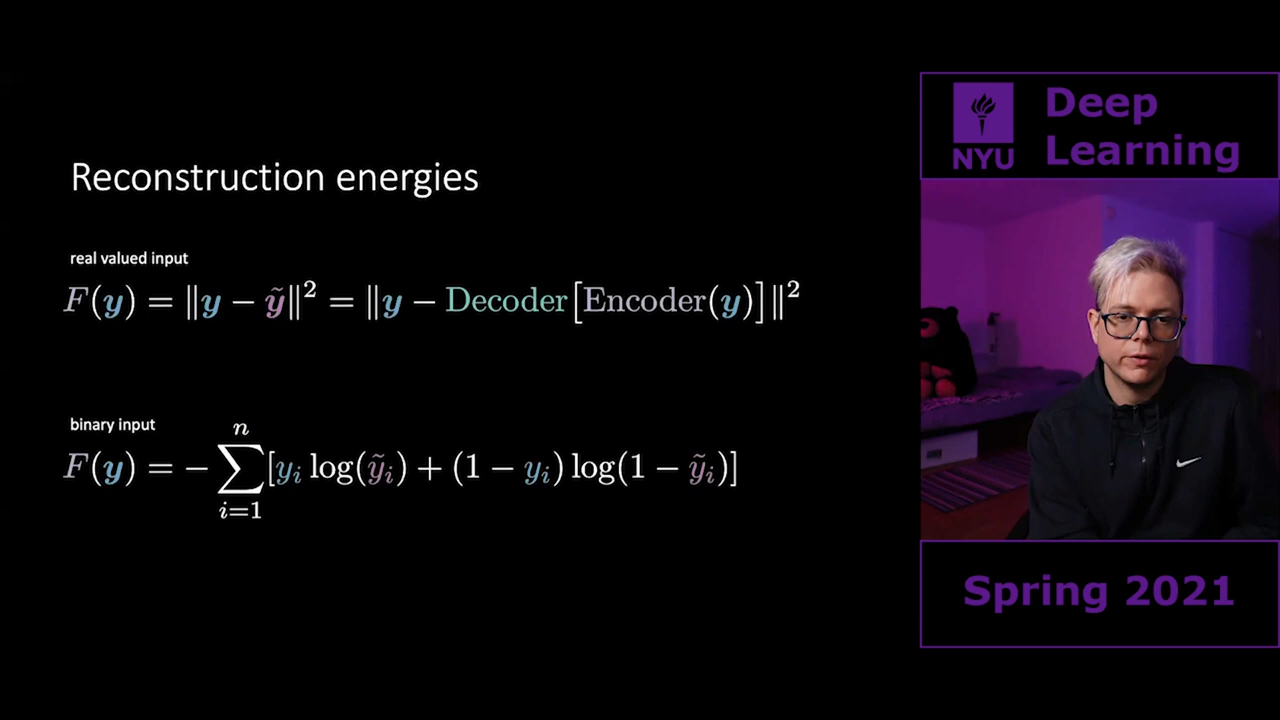 Reconstruction energies
real valued input
F(y) = ‖y − ỹ‖² = ‖y − Decoder[Encoder(y)]‖²
binary input
F(y) = − ∑ᵢ₌₁ⁿ [yᵢ log(ỹᵢ) + (1 − yᵢ) log(1 − ỹᵢ)]
NYU
Deep
Learning
Spring 2021